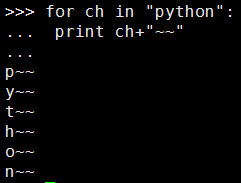 >>> for ch in "python":
...  print ch+"~~"
...
p~~
y~~
t~~
h~~
o~~
n~~